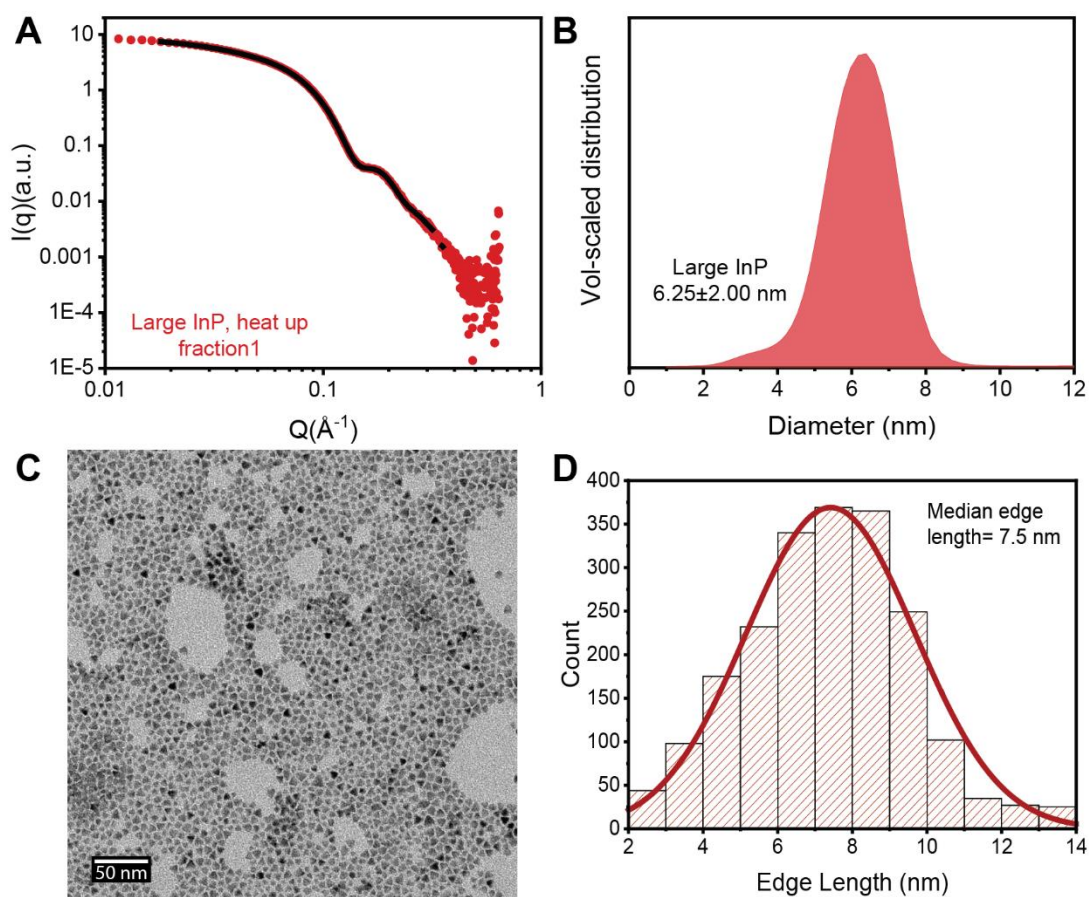 A
10
1
0.1
0.01
0.001
1E-4
1E-5
I(q)(a.u.)
Large InP, heat up
fraction1
0.01
0.1
1
Q(Å⁻¹)
B
Vol-scaled distribution
Large InP
6.25±2.00 nm
0
2
4
6
8
10
12
Diameter (nm)
C
50 nm
D
400
350
300
250
200
150
100
50
0
Count
Median edge
length= 7.5 nm
2
4
6
8
10
12
14
Edge Length (nm)